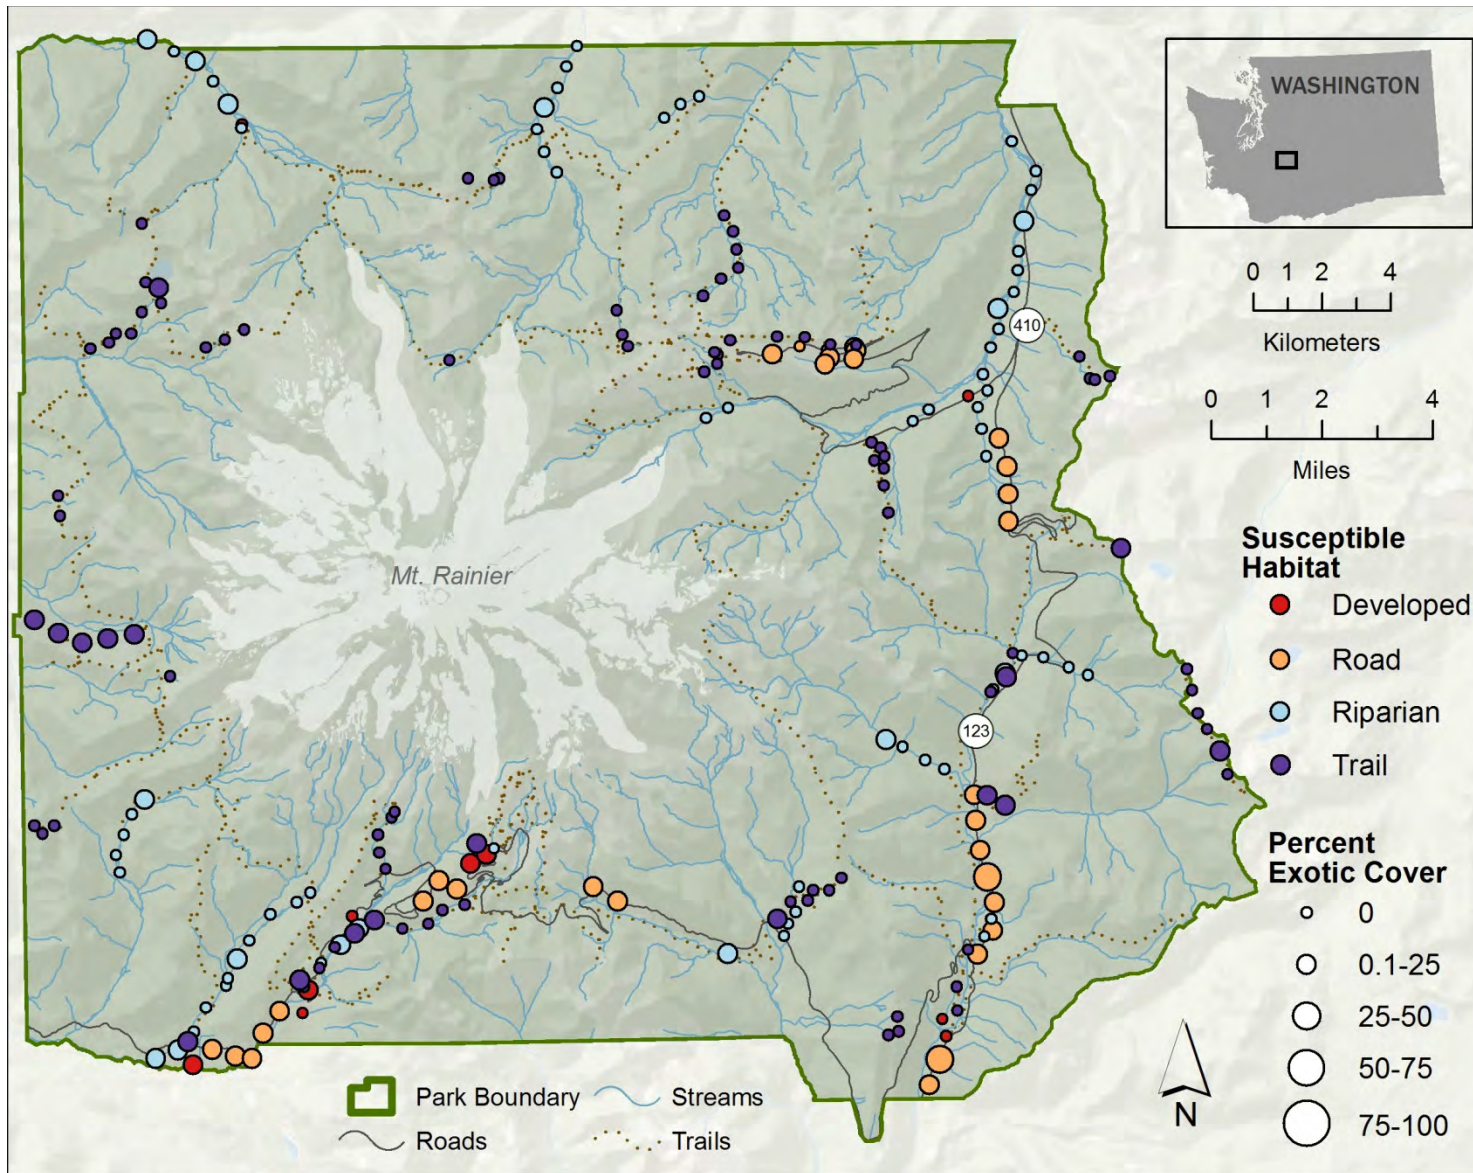 WASHINGTON
0 1 2 4
Kilometers
0 1 2 4
Miles
410
Mt. Rainier
123
Susceptible
Habitat
Developed
Road
Riparian
Trail
Percent
Exotic Cover
0
0.1-25
25-50
50-75
75-100
N
Park Boundary
Streams
Roads
Trails